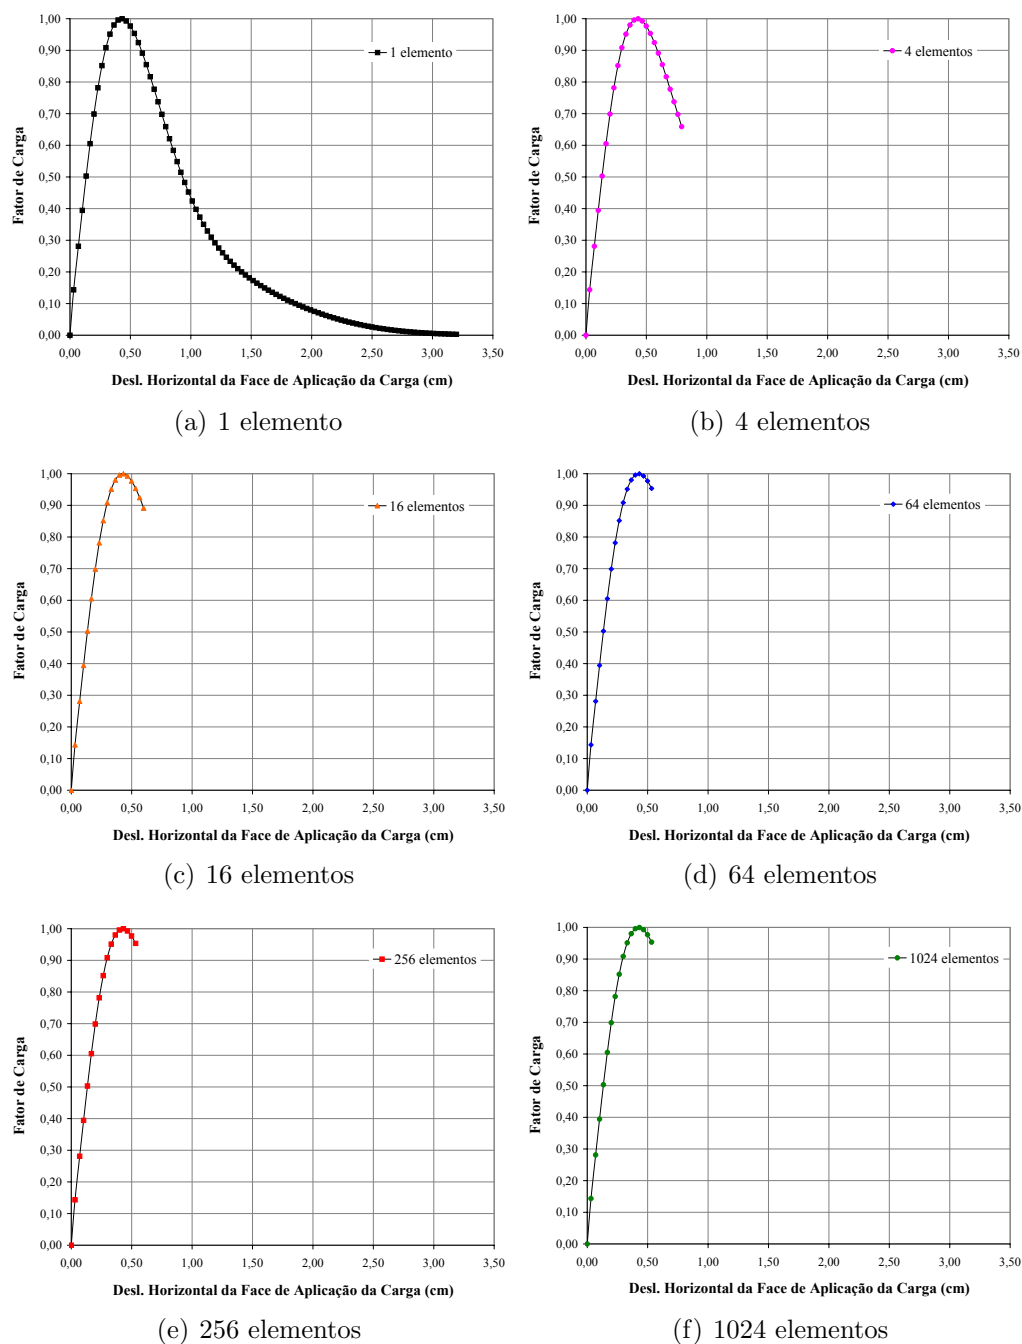 1,00
0,90
0,80
0,70
0,60
0,50
0,40
0,30
0,20
0,10
0,00
Fator de Carga
1 elemento
0,00 0,50 1,00 1,50 2,00 2,50 3,00 3,50
Desl. Horizontal da Face de Aplicação da Carga (cm)
(a) 1 elemento
1,00
0,90
0,80
0,70
0,60
0,50
0,40
0,30
0,20
0,10
0,00
Fator de Carga
4 elementos
0,00 0,50 1,00 1,50 2,00 2,50 3,00 3,50
Desl. Horizontal da Face de Aplicação da Carga (cm)
(b) 4 elementos
1,00
0,90
0,80
0,70
0,60
0,50
0,40
0,30
0,20
0,10
0,00
Fator de Carga
16 elementos
0,00 0,50 1,00 1,50 2,00 2,50 3,00 3,50
Desl. Horizontal da Face de Aplicação da Carga (cm)
(c) 16 elementos
1,00
0,90
0,80
0,70
0,60
0,50
0,40
0,30
0,20
0,10
0,00
Fator de Carga
64 elementos
0,00 0,50 1,00 1,50 2,00 2,50 3,00 3,50
Desl. Horizontal da Face de Aplicação da Carga (cm)
(d) 64 elementos
1,00
0,90
0,80
0,70
0,60
0,50
0,40
0,30
0,20
0,10
0,00
Fator de Carga
256 elementos
0,00 0,50 1,00 1,50 2,00 2,50 3,00 3,50
Desl. Horizontal da Face de Aplicação da Carga (cm)
(e) 256 elementos
1,00
0,90
0,80
0,70
0,60
0,50
0,40
0,30
0,20
0,10
0,00
Fator de Carga
1024 elementos
0,00 0,50 1,00 1,50 2,00 2,50 3,00 3,50
Desl. Horizontal da Face de Aplicação da Carga (cm)
(f) 1024 elementos